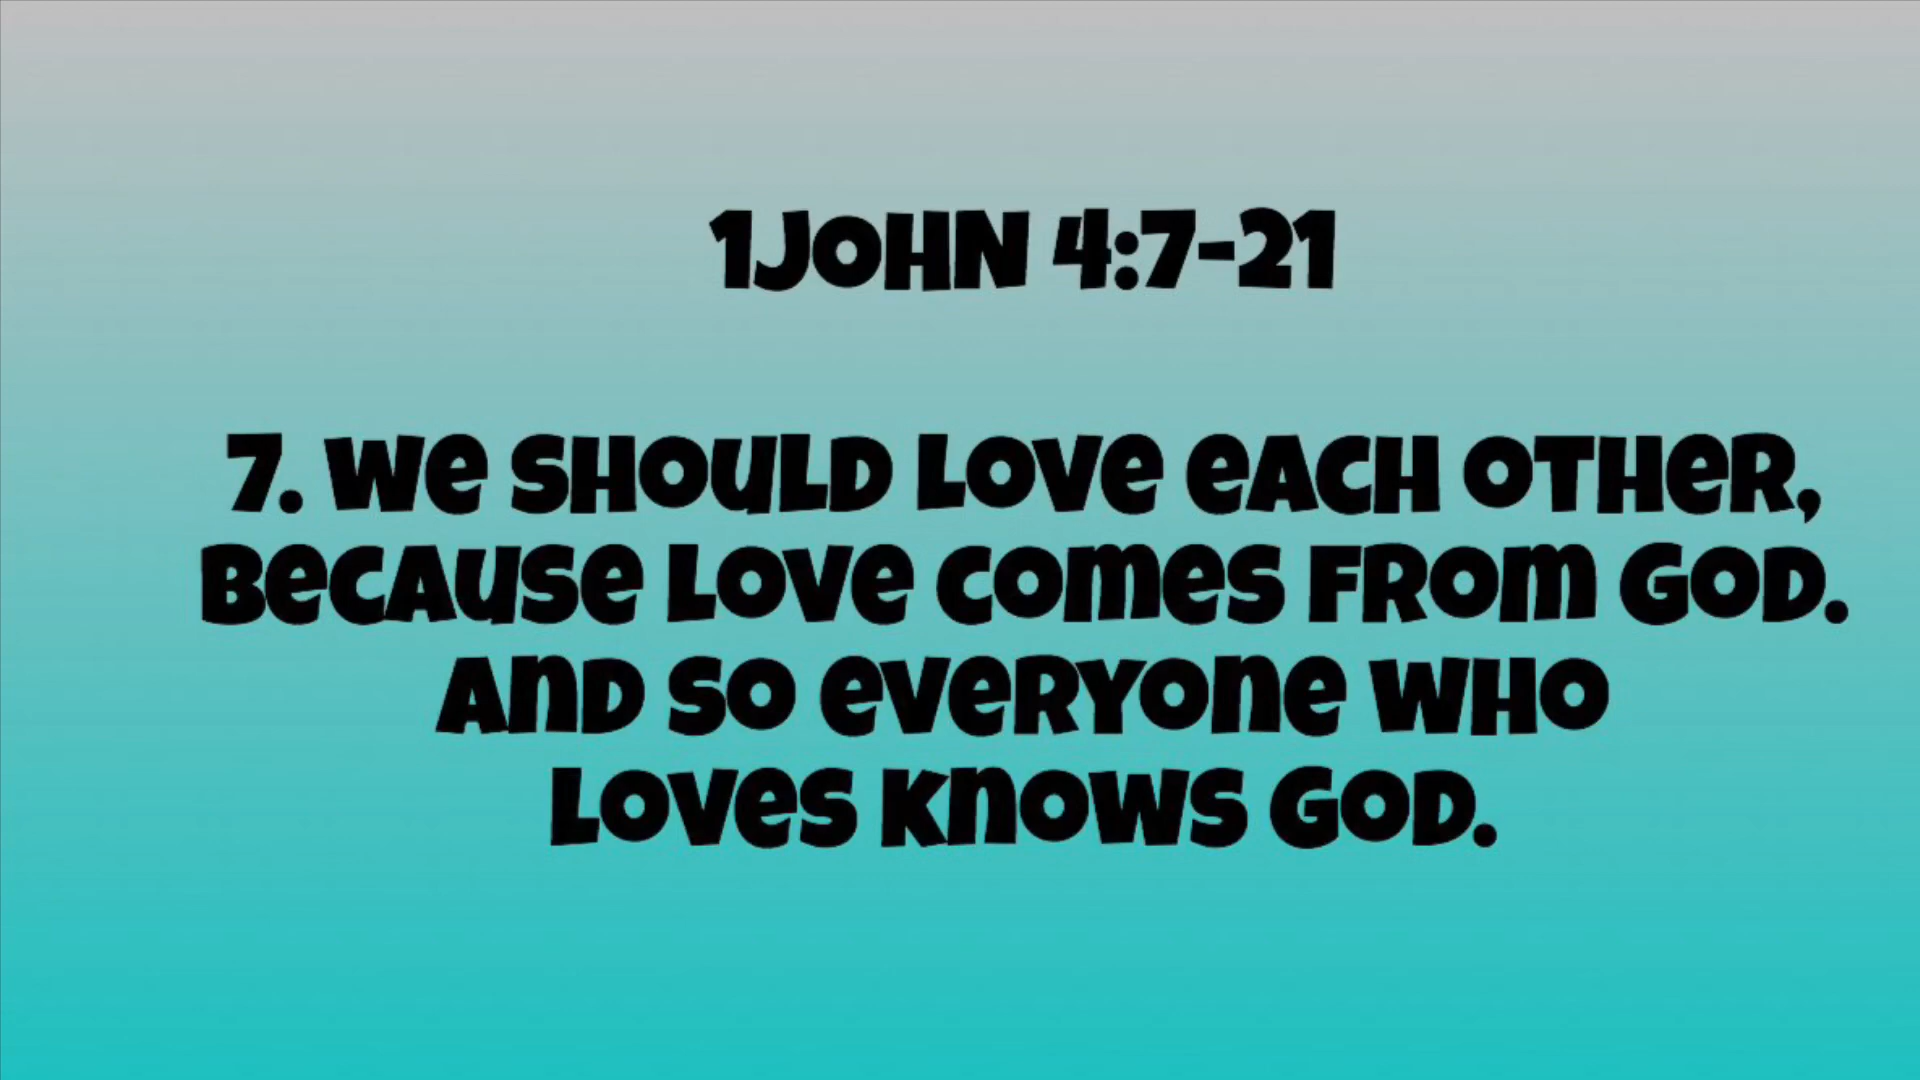 1JOHN 4:7-21
7. We SHOULD LOVE EACH OTHER,
BECAUSE LOVE COMES FROM GOD.
AND SO EVERYONE WHO
LOVES KNOWS GOD.